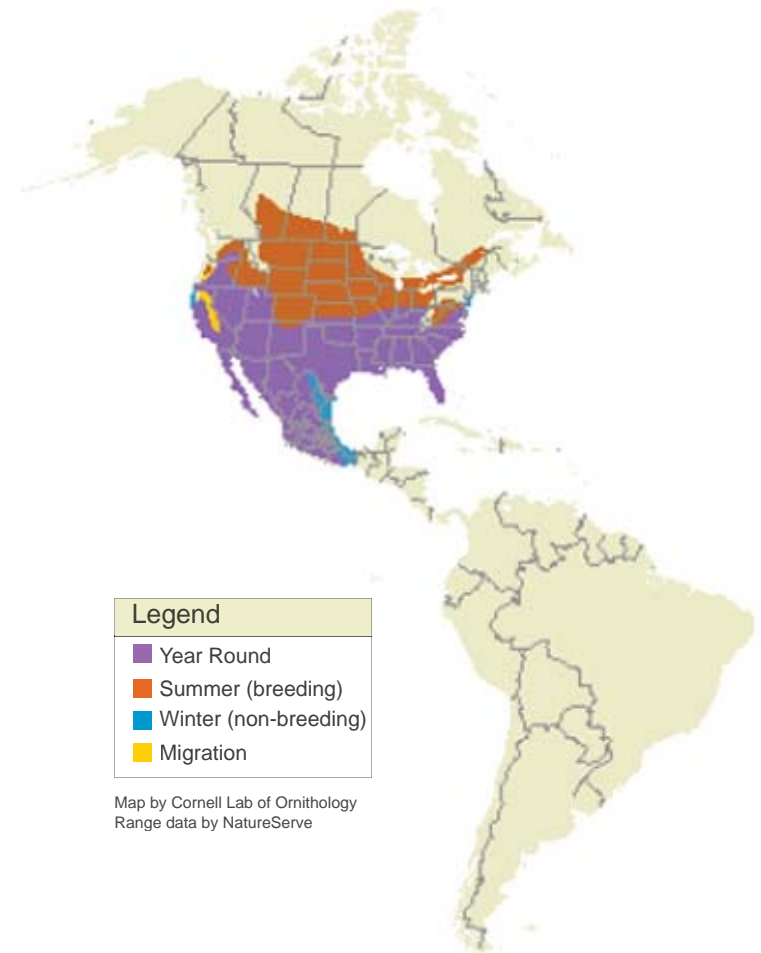 Legend
Year Round
Summer (breeding)
Winter (non-breeding)
Migration
Map by Cornell Lab of Ornithology
Range data by NatureServe